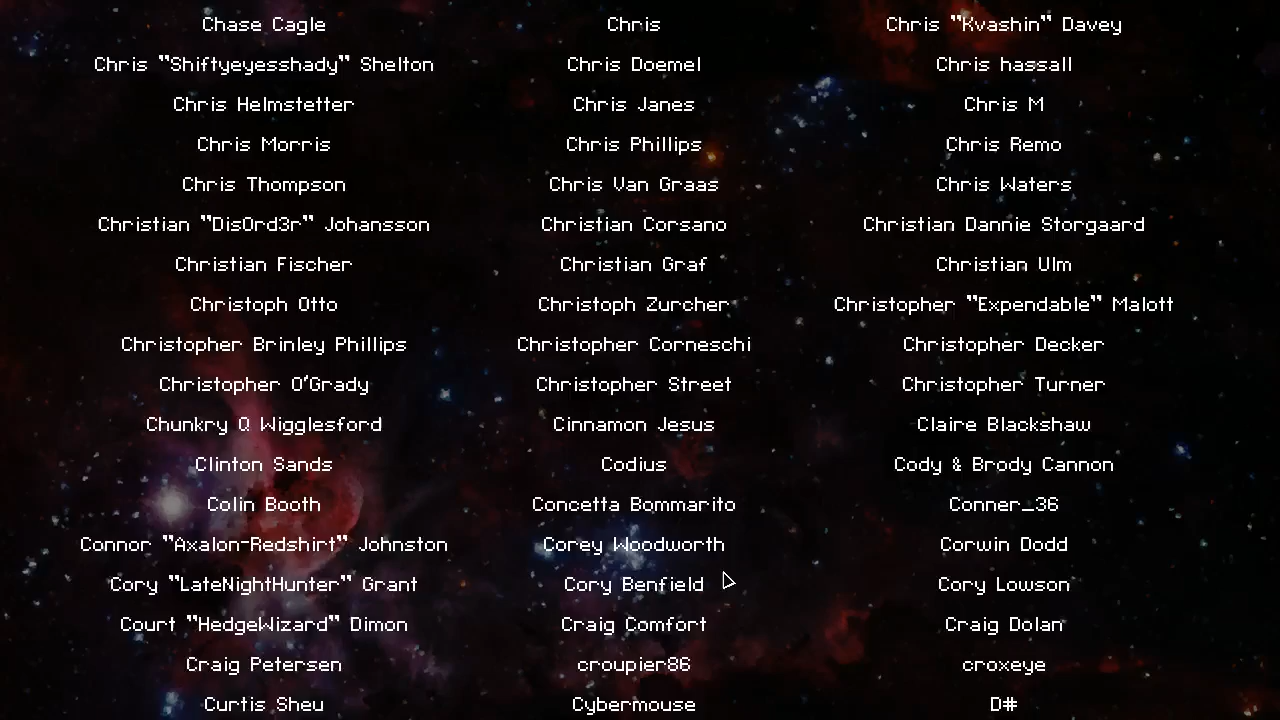 Chase Cagle Chris Chris "Kvashin" Davey
Chris "Shiftyeyesshady" Shelton Chris Doemel Chris hassall
Chris Helmstetter Chris Janes Chris M
Chris Morris Chris Phillips Chris Remo
Chris Thompson Chris Van Graas Chris Waters
Christian "Dis0rd3r" Johansson Christian Corsano Christian Dannie Storgaard
Christian Fischer Christian Graf Christian Ulm
Christoph Otto Christoph Zurcher Christopher "Expendable" Malott
Christopher Brinley Phillips Christopher Corneschi Christopher Decker
Christopher O'Grady Christopher Street Christopher Turner
Chunkry Q Wigglesford Cinnamon Jesus Claire Blackshaw
Clinton Sands Codius Cody & Brody Cannon
Colin Booth Concetta Bommarito Conner_36
Connor "Axalon-Redshirt" Johnston Corey Woodworth Corwin Dodd
Cory "LateNightHunter" Grant Cory Benfield Cory Lowson
Court "HedgeWizard" Dimon Craig Comfort Craig Dolan
Craig Petersen croupier86 croxeye
Curtis Sheu Cybermouse D#